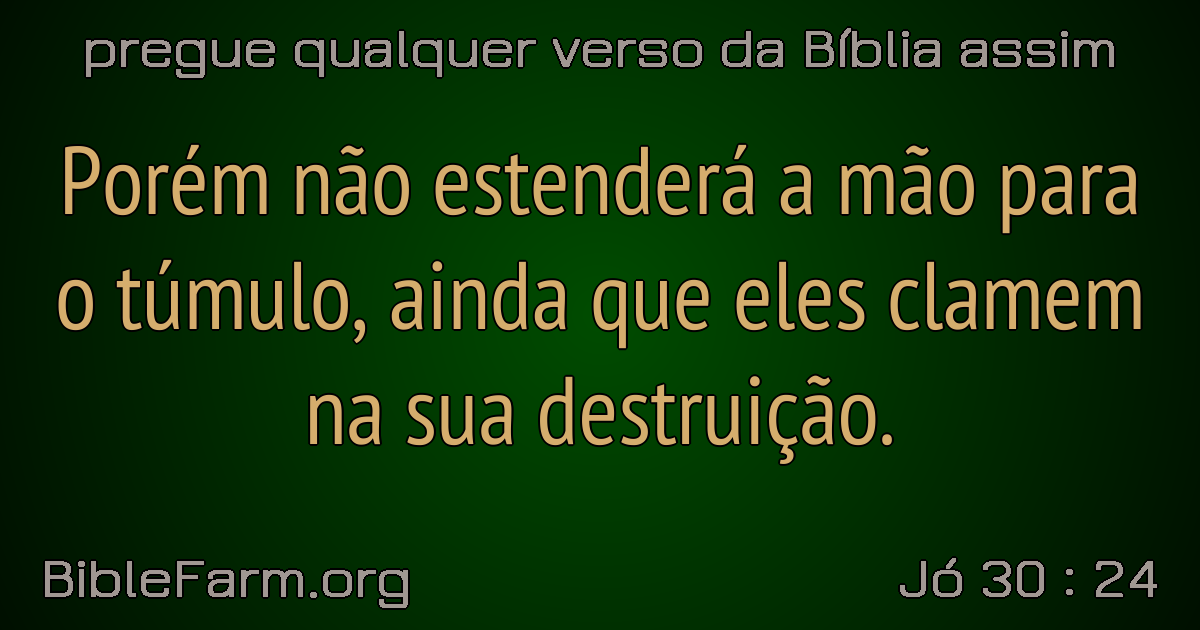 pregue qualquer verso da Bíblia assim
Porém não estenderá a mão para
o túmulo, ainda que eles clamem
na sua destruição.
BibleFarm.org
Jó 30 : 24